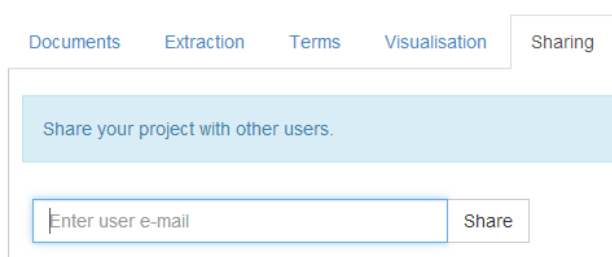 Documents Extraction Terms Visualisation Sharing
Share your project with other users.
Enter user e-mail Share